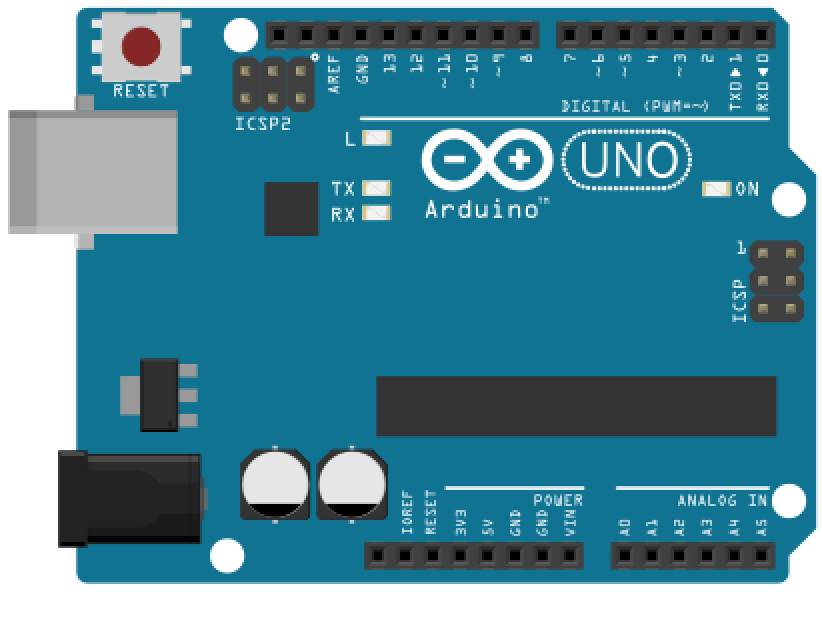 RESET
ICSP2
AREF
GND
13
12
~11
~10
~9
8
7
~6
~5
4
~3
2
TX0▶1
RX0◀0
DIGITAL (PWM=~)
L
TX
RX
UNO
Arduino™
ON
1
ICSP
POWER
ANALOG IN
IOREF
RESET
3V3
5V
GND
GND
VIN
A0
A1
A2
A3
A4
A5